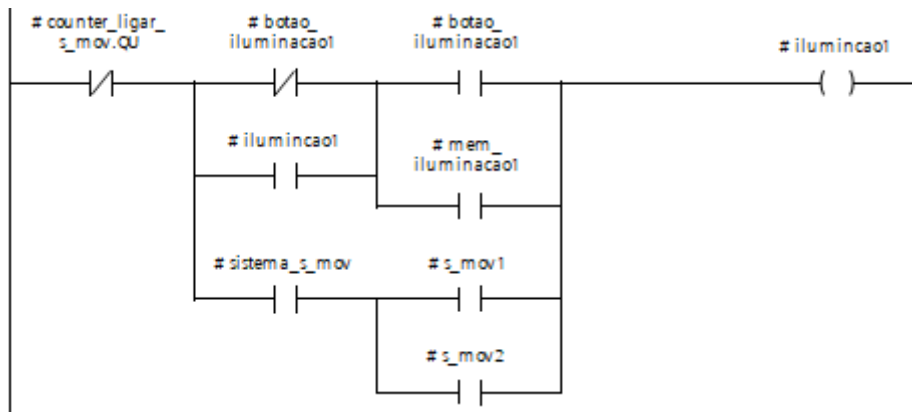 # counter_ligar_
s_mov.QU
# botao_
iluminacao1
# botao_
iluminacao1
# ilumincao1
# ilumincao1
# mem_
iluminacao1
# sistema_s_mov
# s_mov1
# s_mov2